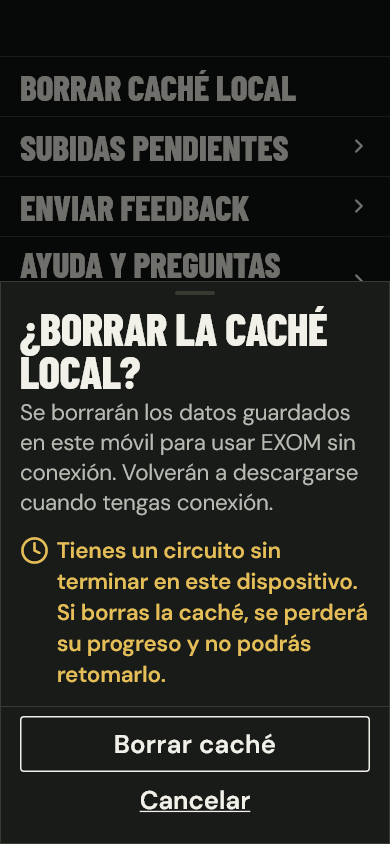 BORRAR CACHÉ LOCAL
SUBIDAS PENDIENTES
ENVIAR FEEDBACK
AYUDA Y PREGUNTAS
¿BORRAR LA CACHÉ
LOCAL?
Se borrarán los datos guardados
en este móvil para usar EXOM sin
conexión. Volverán a descargarse
cuando tengas conexión.
Tienes un circuito sin
terminar en este dispositivo.
Si borras la caché, se perderá
su progreso y no podrás
retomarlo.
Borrar caché
Cancelar